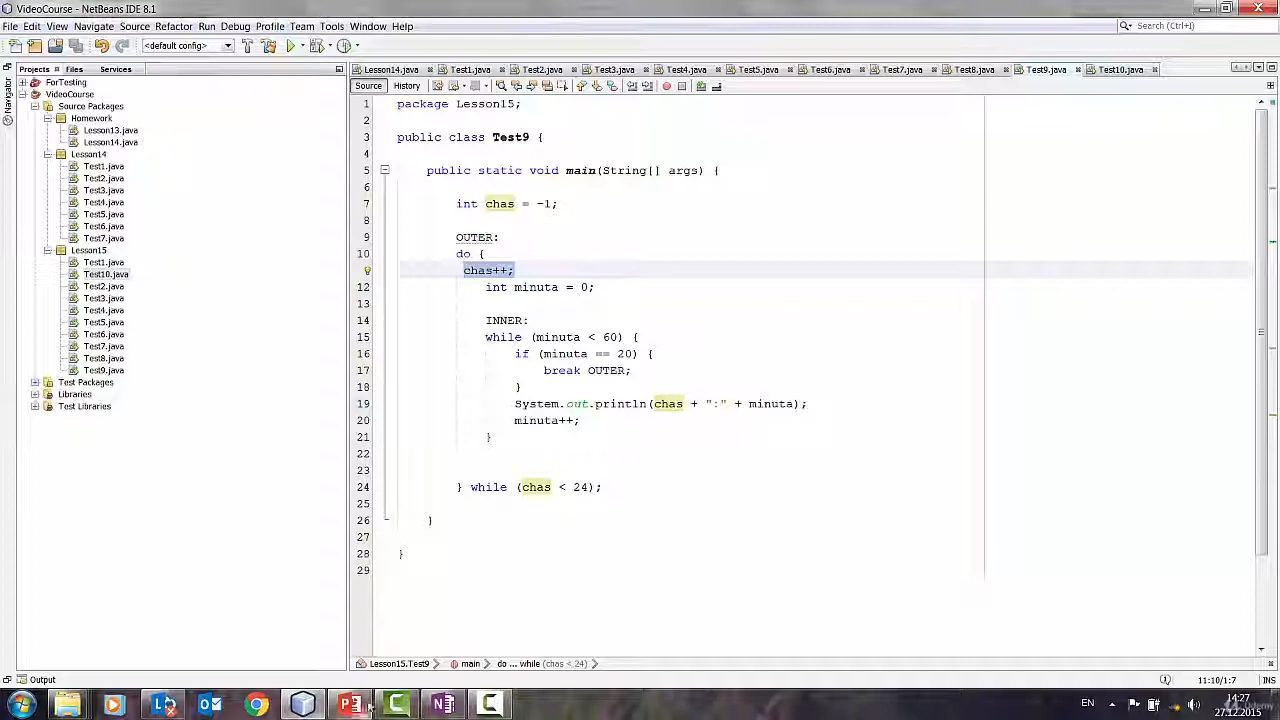 VideoCourse - NetBeans IDE 8.1
File Edit View Navigate Source Refactor Run Debug Profile Team Tools Window Help
Search (Ctrl+I)
<default config>
Projects Files Services
Lesson14.java Test1.java Test2.java Test3.java Test4.java Test5.java Test6.java Test7.java Test8.java Test9.java Test10.java
Navigator
ForTesting
VideoCourse
Source Packages
Homework
Lesson13.java
Lesson14.java
Lesson14
Test1.java
Test2.java
Test3.java
Test4.java
Test5.java
Test6.java
Test7.java
Lesson15
Test1.java
Test10.java
Test2.java
Test3.java
Test4.java
Test5.java
Test6.java
Test7.java
Test8.java
Test9.java
Test Packages
Libraries
Test Libraries
Source History
1 package Lesson15;
2
3 public class Test9 {
4
5 public static void main(String[] args) {
6
7 int chas = -1;
8
9 OUTER:
10 do {
chas++;
12 int minuta = 0;
13
14 INNER:
15 while (minuta < 60) {
16 if (minuta == 20) {
17 break OUTER;
18 }
19 System.out.println(chas + ":" + minuta);
20 minuta++;
21 }
22
23
24 } while (chas < 24);
25
26 }
27
28 }
29
Lesson15.Test9 main do ... while (chas < 24)
Output
11:10/1:7 INS
EN
14:27
27.12.2015
Udemy